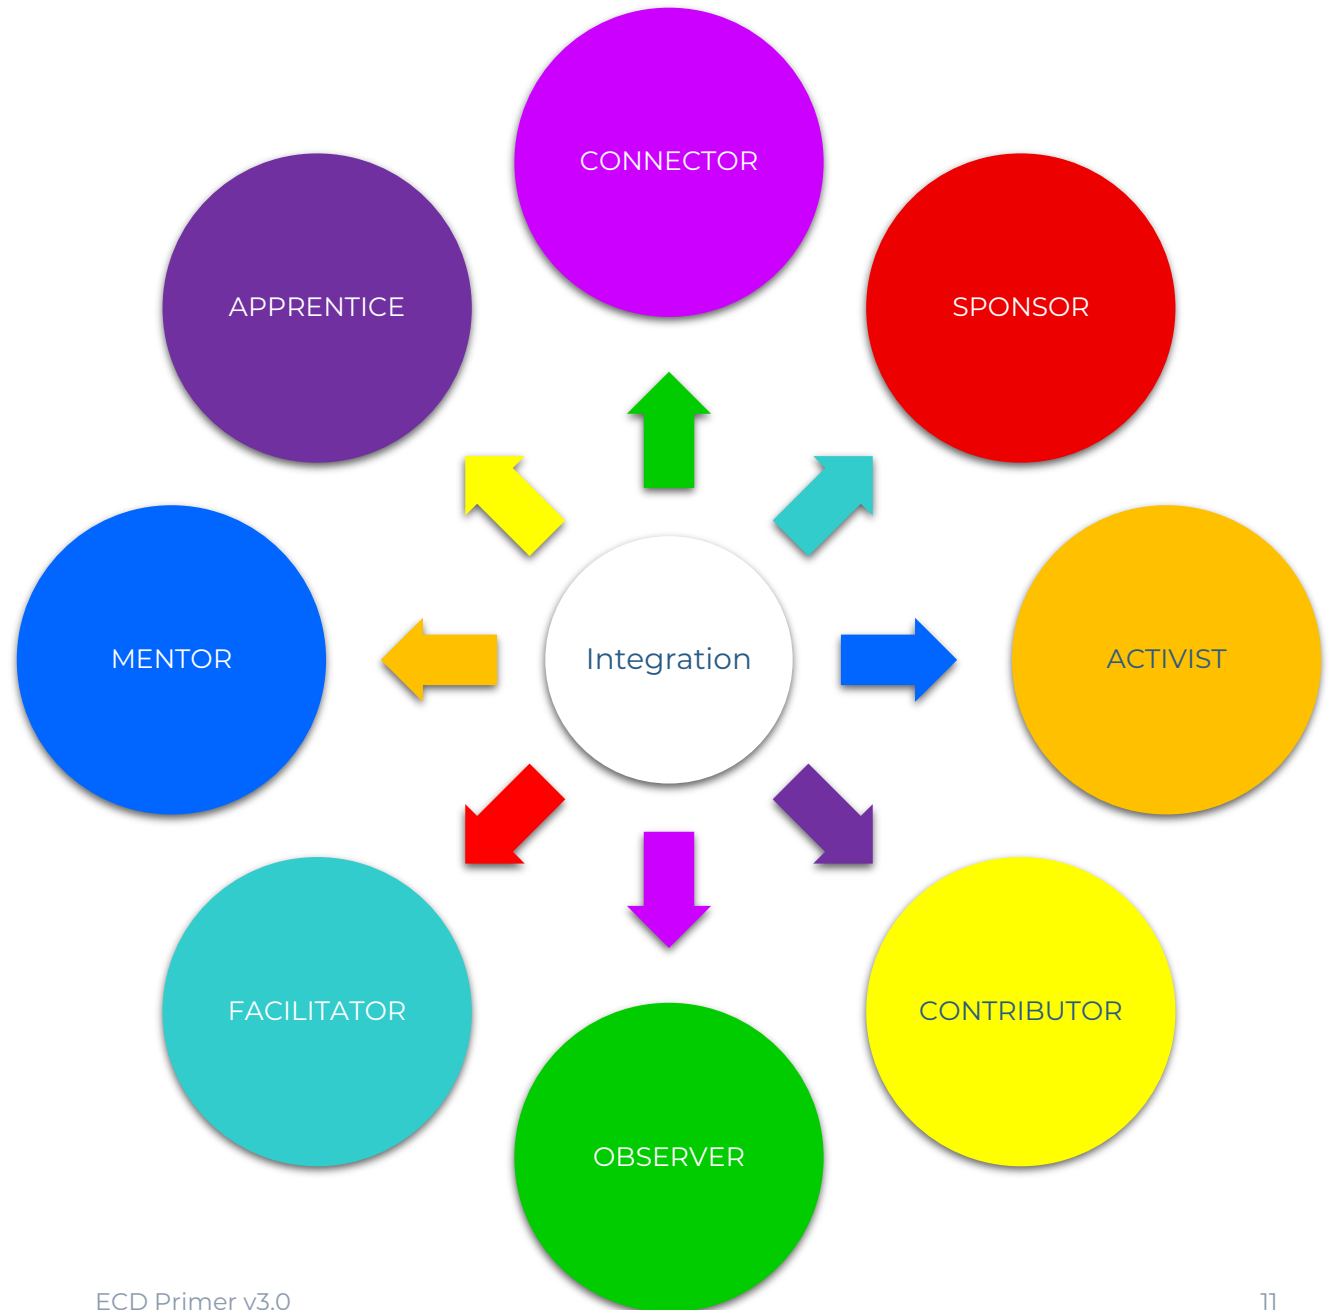 CONNECTOR
APPRENTICE
SPONSOR
MENTOR
Integration
ACTIVIST
FACILITATOR
CONTRIBUTOR
OBSERVER
ECD Primer v3.0
11